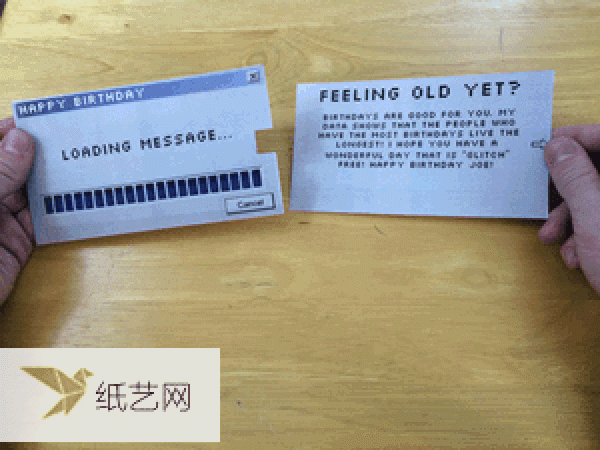 HAPPY BIRTHDAY
LOADING MESSAGE...
Cancel
FEELING OLD YET?
BIRTHDAYS ARE GOOD FOR YOU. MY
DATA SHOWS THAT THE PEOPLE WHO
HAVE THE MOST BIRTHDAYS LIVE THE
LONGEST! I HOPE YOU HAVE A
WONDERFUL DAY THAT IS "GLITCH"
FREE! HAPPY BIRTHDAY JOE!
纸艺网